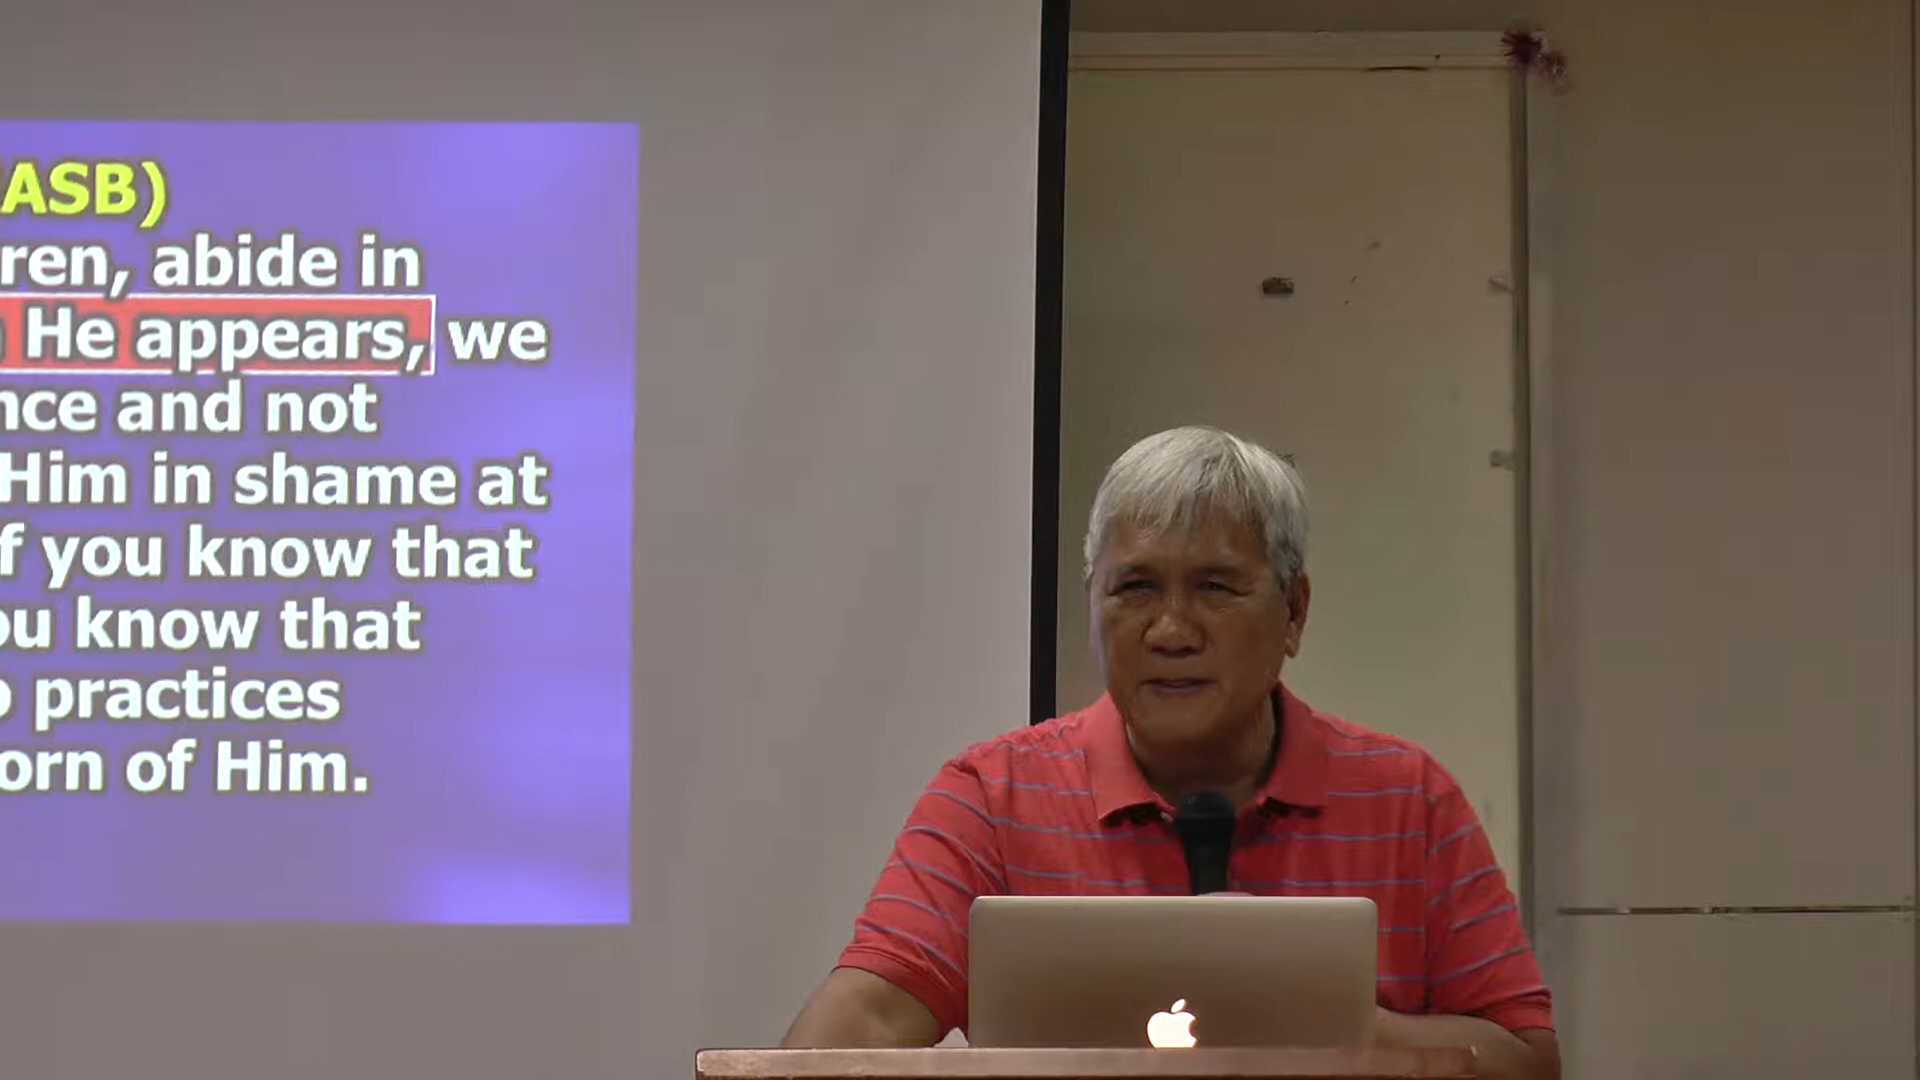 ASB)
ren, abide in
He appears, we
nce and not
Him in shame at
f you know that
ou know that
o practices
orn of Him.